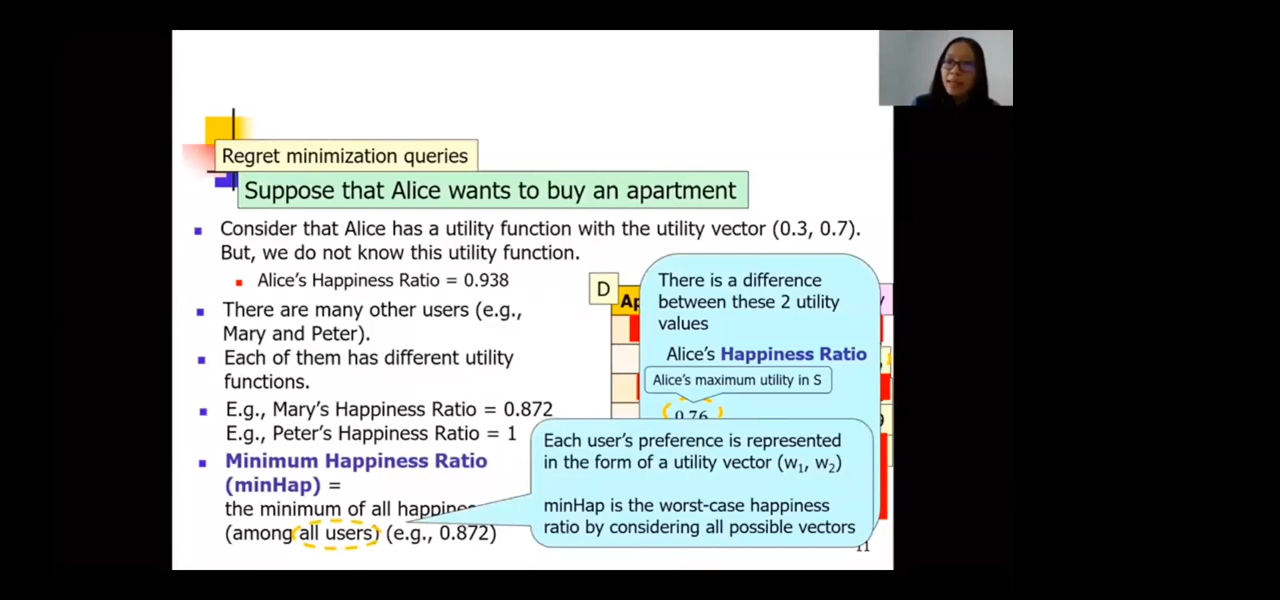 Regret minimization queries
Suppose that Alice wants to buy an apartment
Consider that Alice has a utility function with the utility vector (0.3, 0.7).
But, we do not know this utility function.
Alice's Happiness Ratio = 0.938
There are many other users (e.g.,
Mary and Peter).
Each of them has different utility
functions.
E.g., Mary's Happiness Ratio = 0.872
E.g., Peter's Happiness Ratio = 1
Minimum Happiness Ratio
(minHap) =
the minimum of all
(among all users) (e.g., 0.872)
D
There is a difference
between these 2 utility
values
Alice's Happiness Ratio
Alice's maximum utility in S
0.76
Each user's preference is represented
in the form of a utility vector (w₁, w₂)
minHap is the worst-case happiness
ratio by considering all possible vectors
11